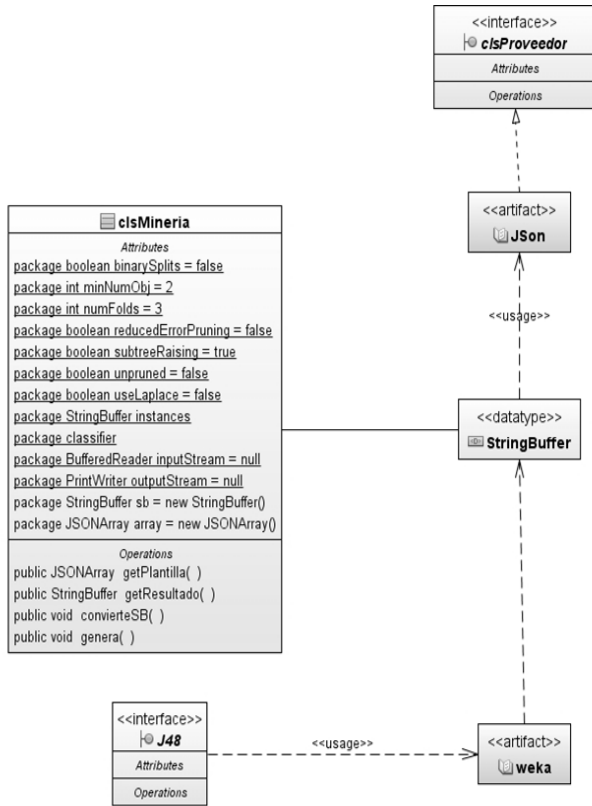 <<interface>>
clsProveedor
Attributes
Operations
<<artifact>>
JSon
<<usage>>
clsMineria
Attributes
package boolean binarySplits = false
package int minNumObj = 2
package int numFolds = 3
package boolean reducedErrorPruning = false
package boolean subtreeRaising = true
package boolean unpruned = false
package boolean useLaplace = false
package StringBuffer instances
package classifier
package BufferedReader inputStream = null
package PrintWriter outputStream = null
package StringBuffer sb = new StringBuffer()
package JSONArray array = new JSONArray()
Operations
public JSONArray getPlantilla( )
public StringBuffer getResultado( )
public void convierteSB( )
public void genera( )
<<datatype>>
StringBuffer
<<interface>>
J48
Attributes
Operations
<<usage>>
<<artifact>>
weka